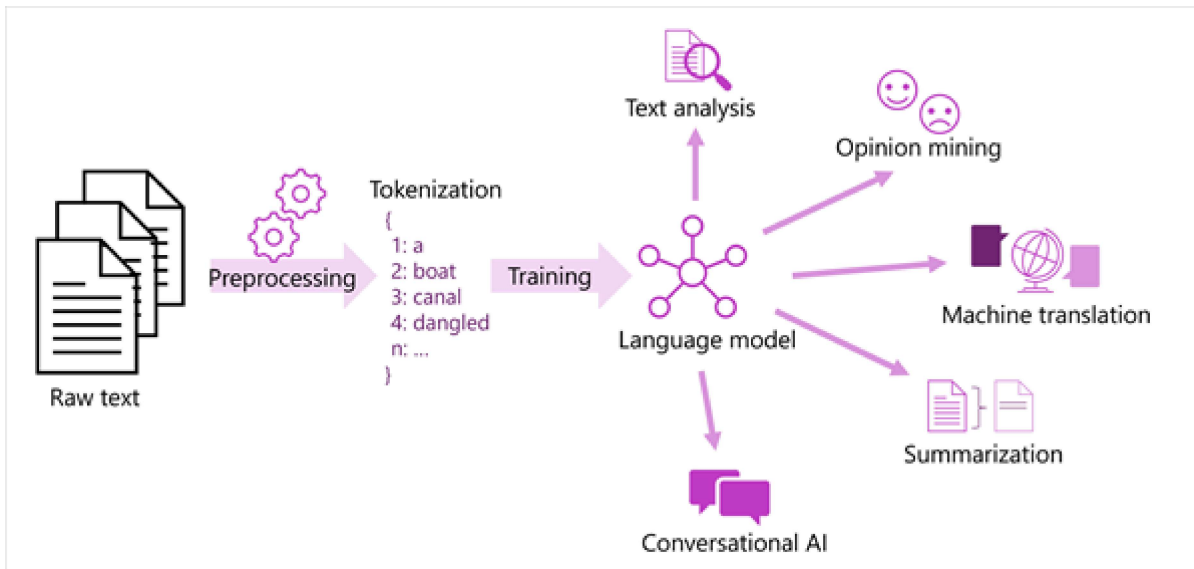 Raw text
Preprocessing
Tokenization
{
1: a
2: boat
3: canal
4: dangled
n: ...
}
Training
Language model
Text analysis
Opinion mining
Machine translation
Summarization
Conversational AI